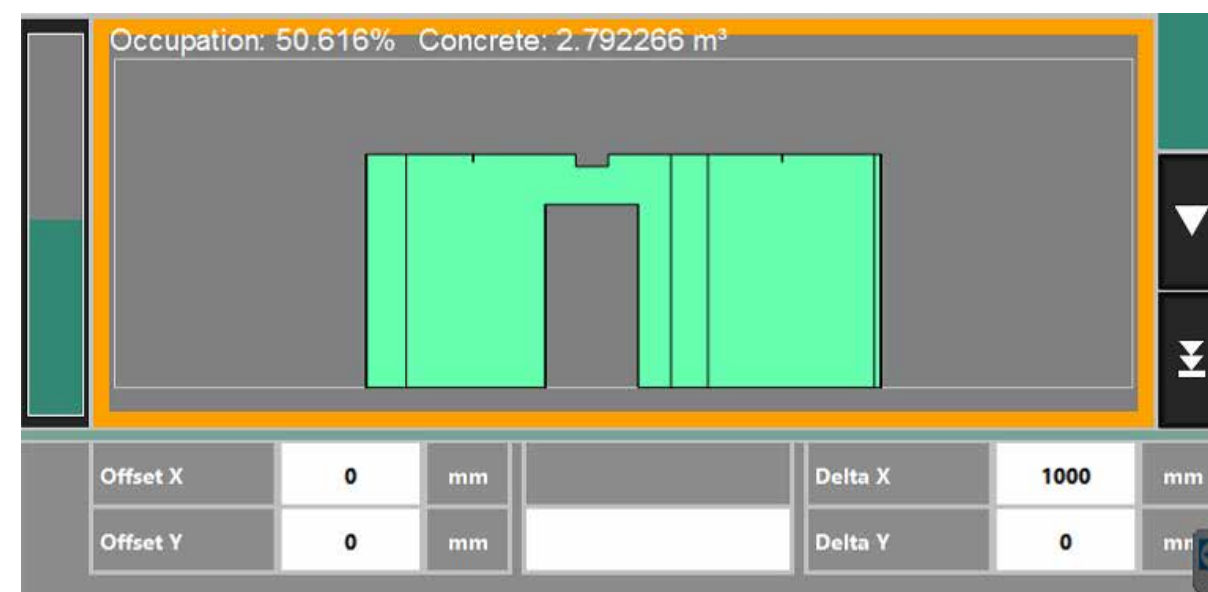 Occupation: 50.616% Concrete: 2.792266 m³
Offset X 0 mm Delta X 1000 mm
Offset Y 0 mm Delta Y 0